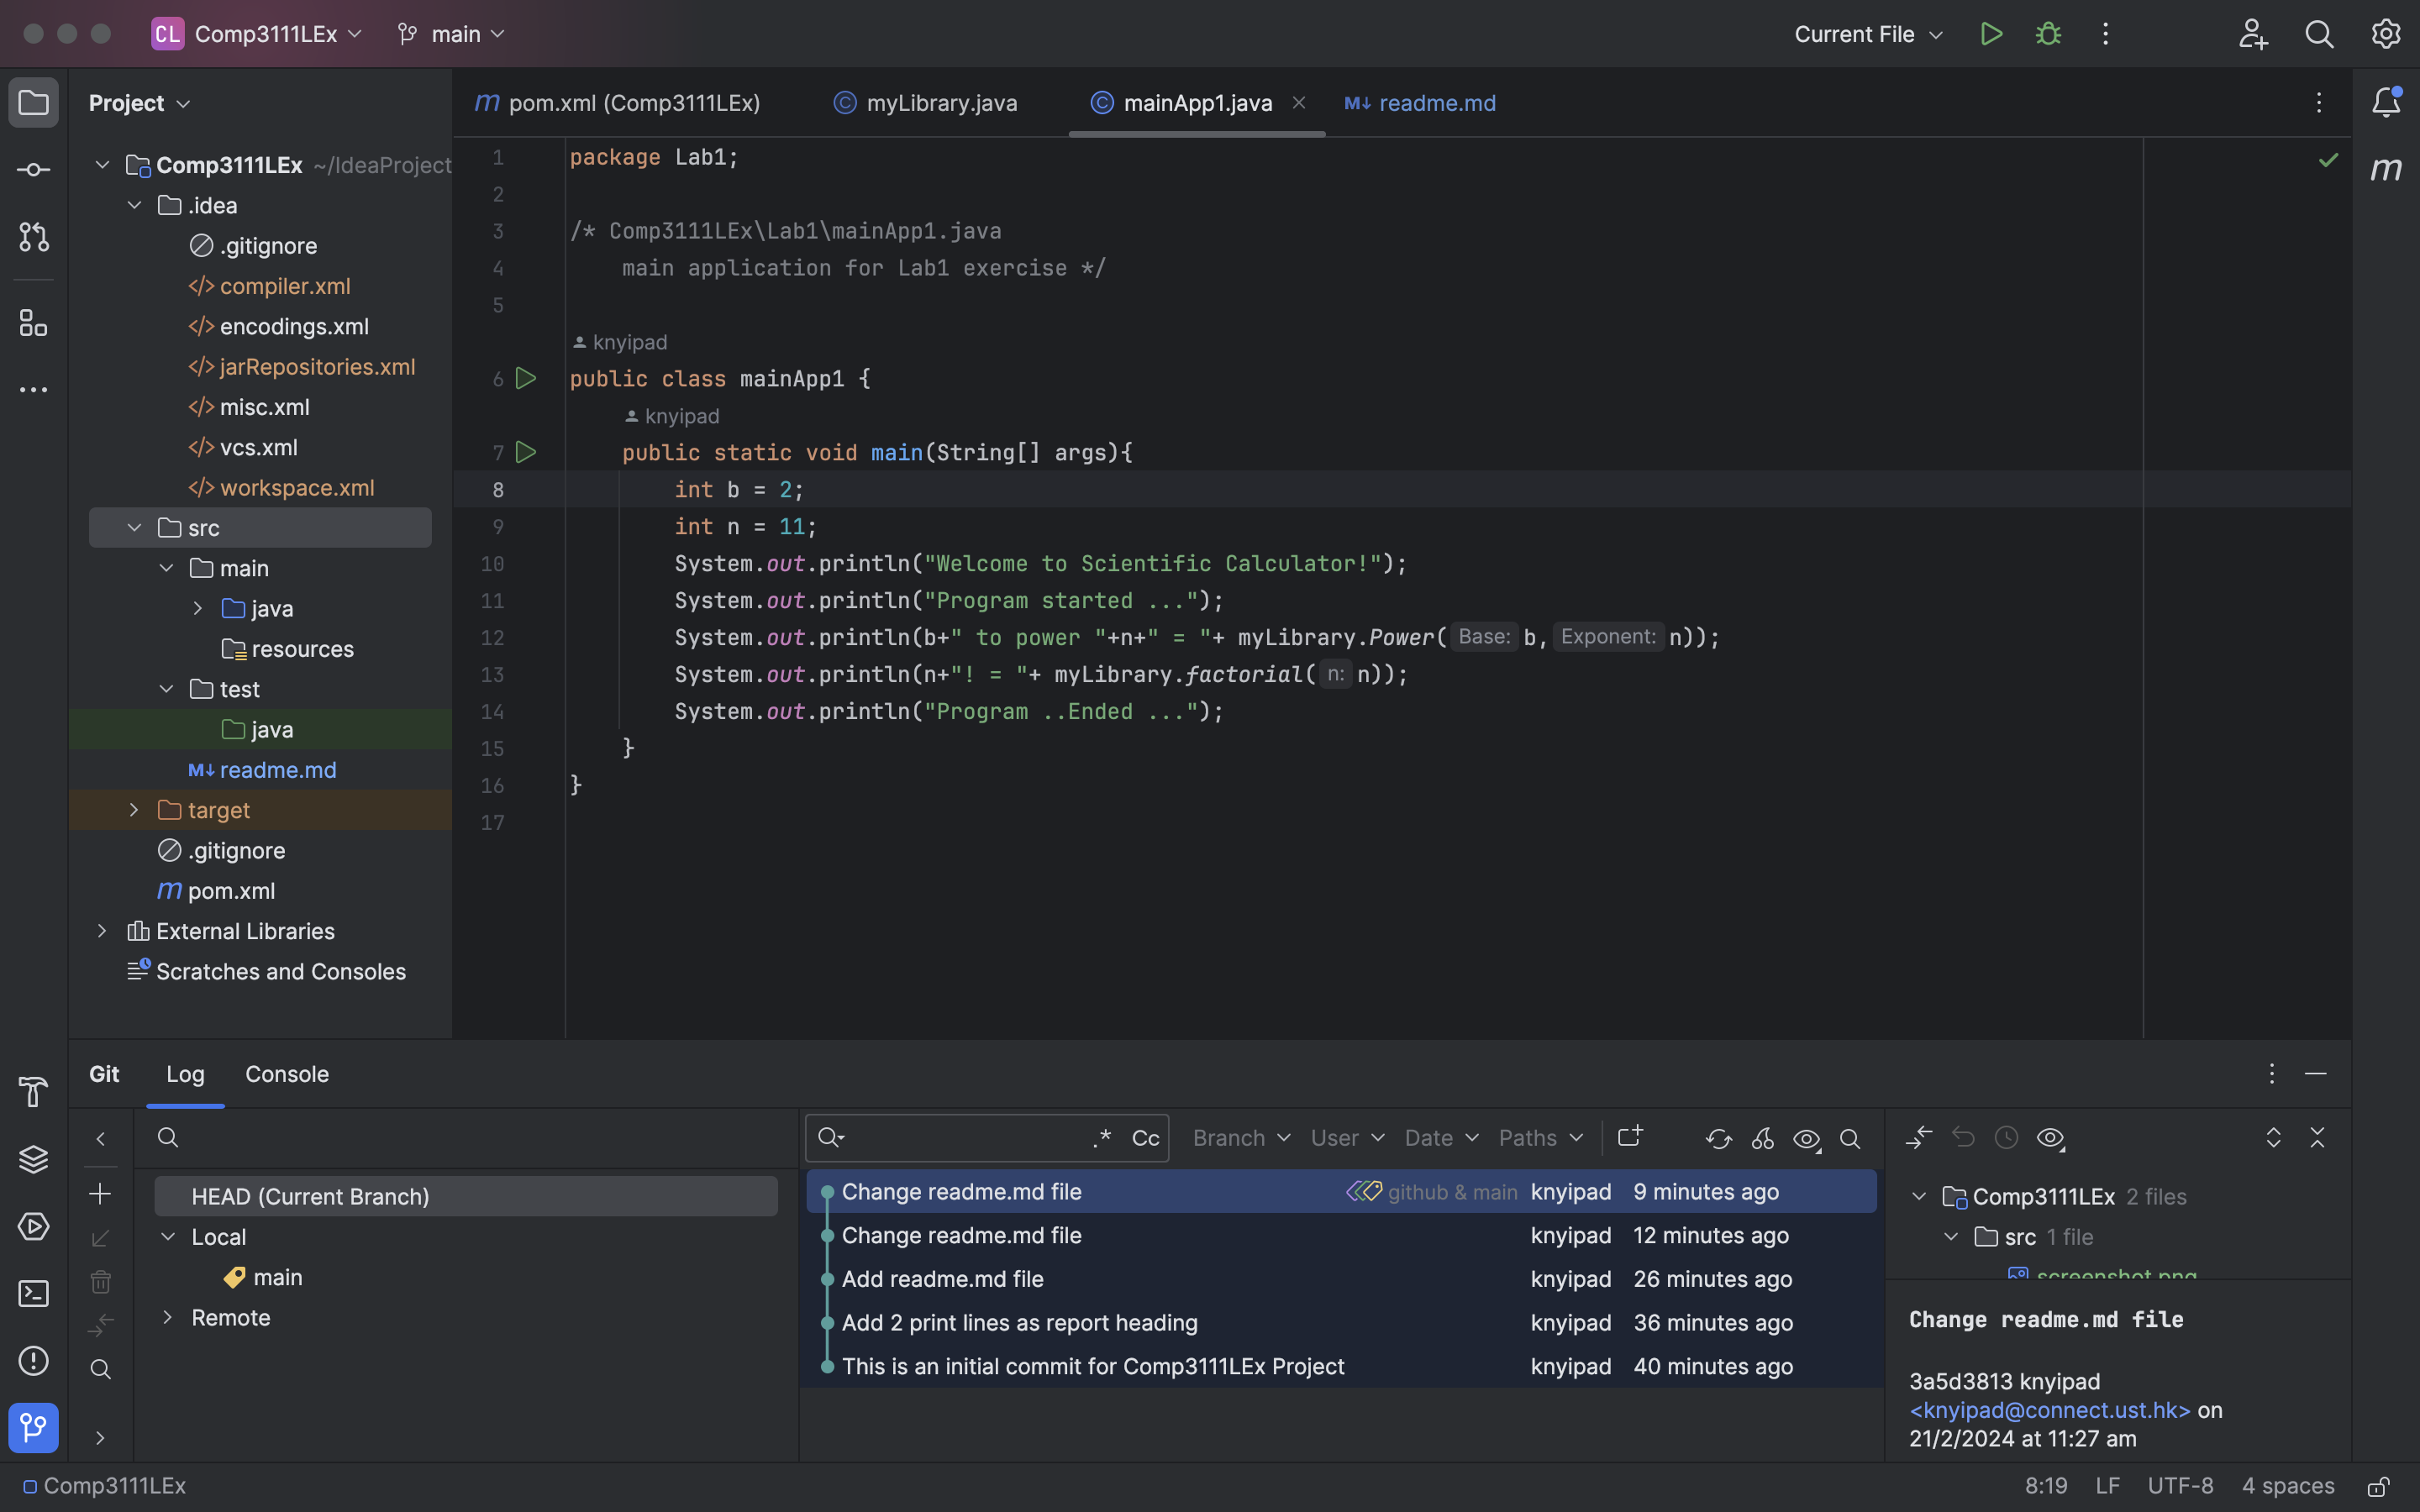 CL Comp3111LEx main Current File
Project
Comp3111LEx ~/IdeaProject
.idea
.gitignore
compiler.xml
encodings.xml
jarRepositories.xml
misc.xml
vcs.xml
workspace.xml
src
main
java
resources
test
java
M↓ readme.md
target
.gitignore
m pom.xml
External Libraries
Scratches and Consoles
m pom.xml (Comp3111LEx) C myLibrary.java C mainApp1.java M↓ readme.md
m
1 package Lab1;
2
3 /* Comp3111LEx\Lab1\mainApp1.java
4 main application for Lab1 exercise */
5
knyipad
6 public class mainApp1 {
knyipad
7 public static void main(String[] args){
8 int b = 2;
9 int n = 11;
10 System.out.println("Welcome to Scientific Calculator!");
11 System.out.println("Program started ...");
12 System.out.println(b+" to power "+n+" = "+ myLibrary.Power( Base: b, Exponent: n));
13 System.out.println(n+"! = "+ myLibrary.factorial( n: n));
14 System.out.println("Program ..Ended ...");
15 }
16 }
17
Git Log Console
HEAD (Current Branch)
Local
main
Remote
.* Cc Branch User Date Paths
Change readme.md file github & main knyipad 9 minutes ago
Change readme.md file knyipad 12 minutes ago
Add readme.md file knyipad 26 minutes ago
Add 2 print lines as report heading knyipad 36 minutes ago
This is an initial commit for Comp3111LEx Project knyipad 40 minutes ago
Comp3111LEx 2 files
src 1 file
screenshot.png
Change readme.md file
3a5d3813 knyipad
<knyipad@connect.ust.hk> on
21/2/2024 at 11:27 am
Comp3111LEx 8:19 LF UTF-8 4 spaces